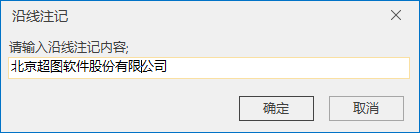 沿线注记
请输入沿线注记内容;
北京超图软件股份有限公司
确定 取消